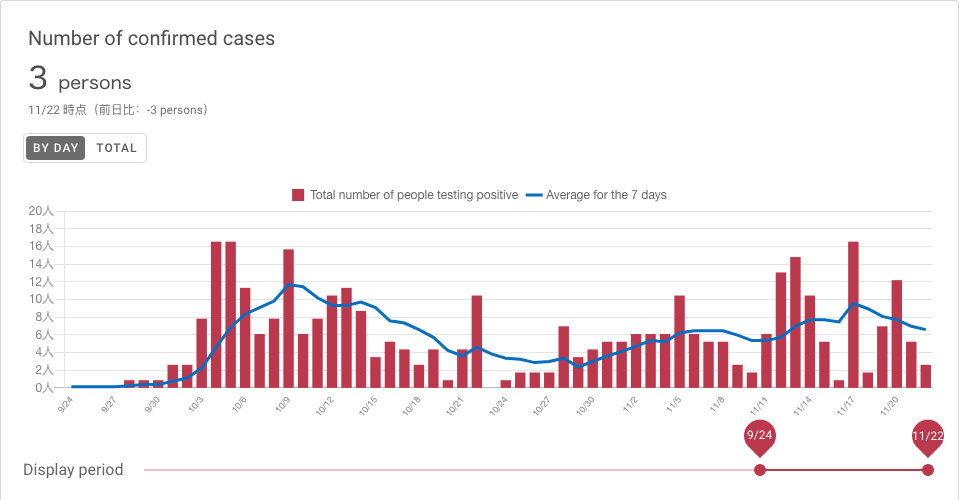 Number of confirmed cases
3 persons
11/22 時点（前日比：-3 persons）
BY DAY TOTAL
Total number of people testing positive Average for the 7 days
20人
18人
16人
14人
12人
10人
8人
6人
4人
2人
0人
9/24 9/27 9/30 10/3 10/6 10/9 10/12 10/15 10/18 10/21 10/24 10/27 10/30 11/2 11/5 11/8 11/11 11/14 11/17 11/20
9/24 11/22
Display period